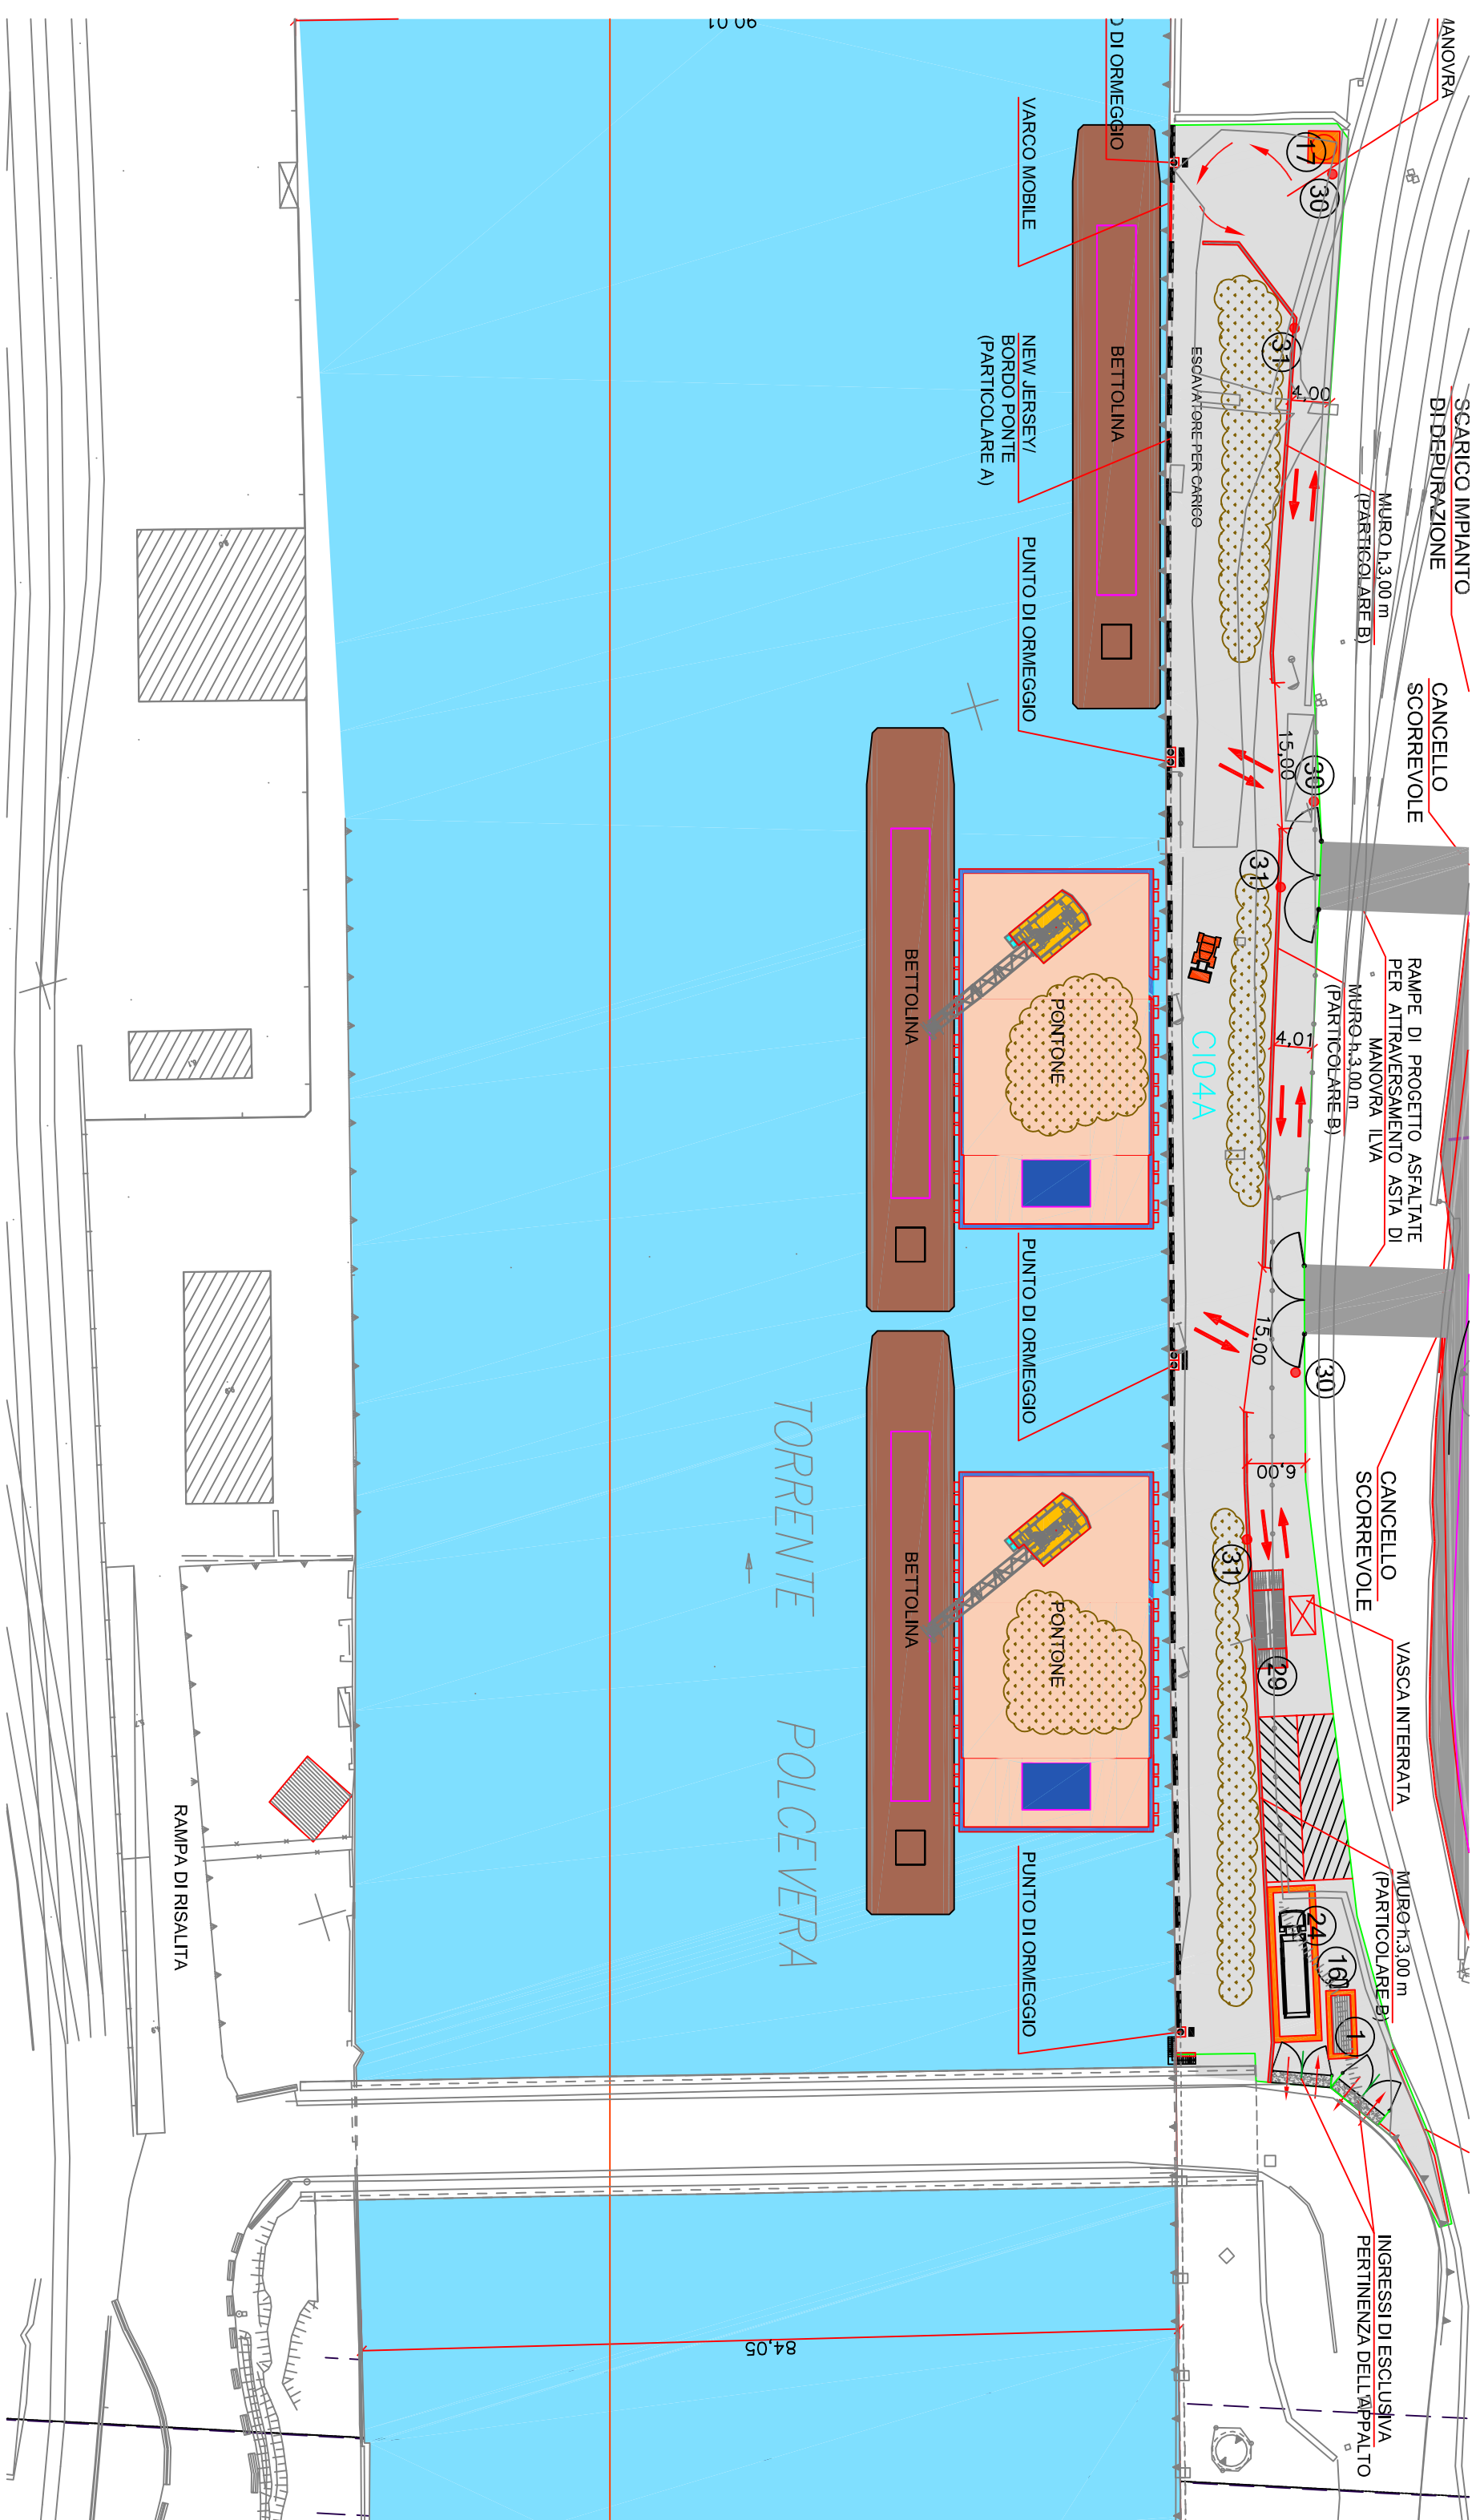 90,01
O DI ORMEGGIO
ANOVRA
VARCO MOBILE
17
30
BETTOLINA
NEW JERSEY/
BORDO PONTE
(PARTICOLARE A)
ESCAVATORE PER CARICO
31
4,00
SCARICO IMPIANTO
DI DEPURAZIONE
MURO h.3,00 m
(PARTICOLARE B)
PUNTO DI ORMEGGIO
CANCELLO
SCORREVOLE
15,00
30
31
BETTOLINA
PONTONE
CI04A
4,01
MURO h.3,00 m
(PARTICOLARE B)
RAMPE DI PROGETTO ASFALTATE
PER ATTRAVERSAMENTO ASTA DI
MANOVRA ILVA
PUNTO DI ORMEGGIO
15,00
30
6,00
CANCELLO
SCORREVOLE
TORRENTE POLCEVERA
BETTOLINA
PONTONE
31
29
VASCA INTERRATA
MURO h.3,00 m
(PARTICOLARE B)
24
16
1
PUNTO DI ORMEGGIO
RAMPA DI RISALITA
INGRESSI DI ESCLUSIVA
PERTINENZA DELL'APPALTO
84,05